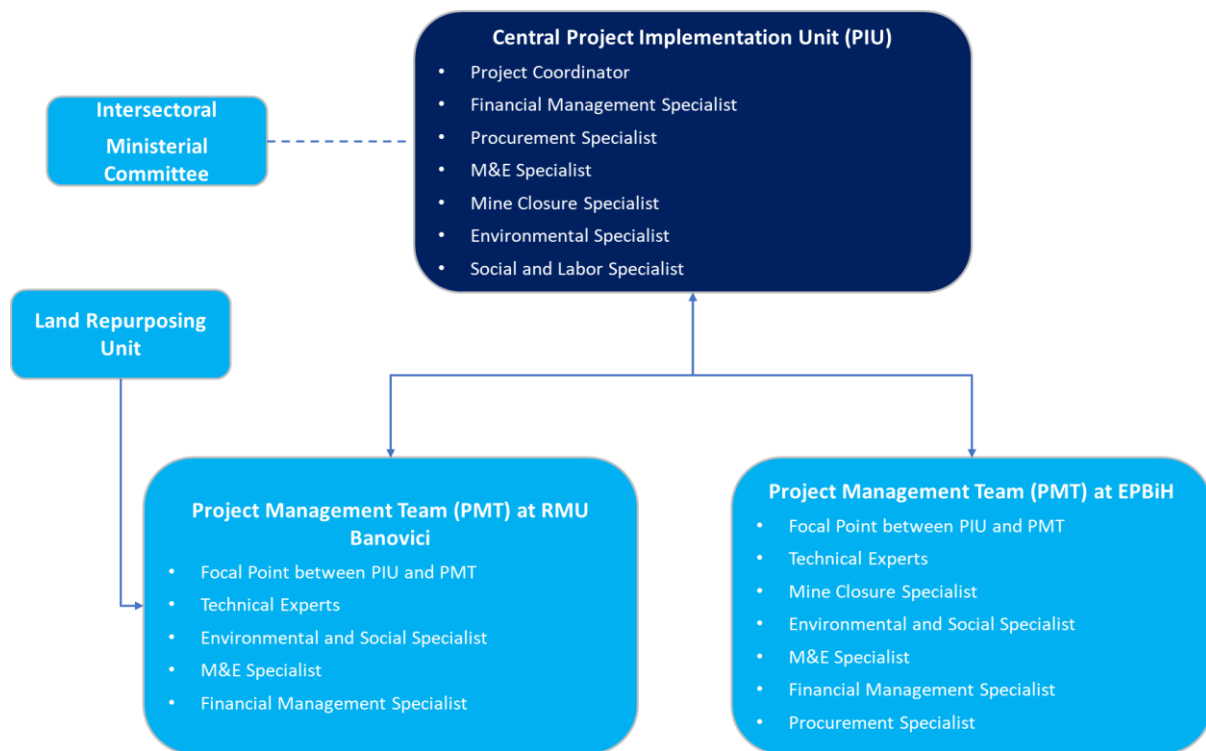 Central Project Implementation Unit (PIU)
• Project Coordinator
• Financial Management Specialist
• Procurement Specialist
• M&E Specialist
• Mine Closure Specialist
• Environmental Specialist
• Social and Labor Specialist
Intersectoral
Ministerial
Committee
Land Repurposing
Unit
Project Management Team (PMT) at RMU
Banovici
• Focal Point between PIU and PMT
• Technical Experts
• Environmental and Social Specialist
• M&E Specialist
• Financial Management Specialist
Project Management Team (PMT) at EPBiH
• Focal Point between PIU and PMT
• Technical Experts
• Mine Closure Specialist
• Environmental and Social Specialist
• M&E Specialist
• Financial Management Specialist
• Procurement Specialist